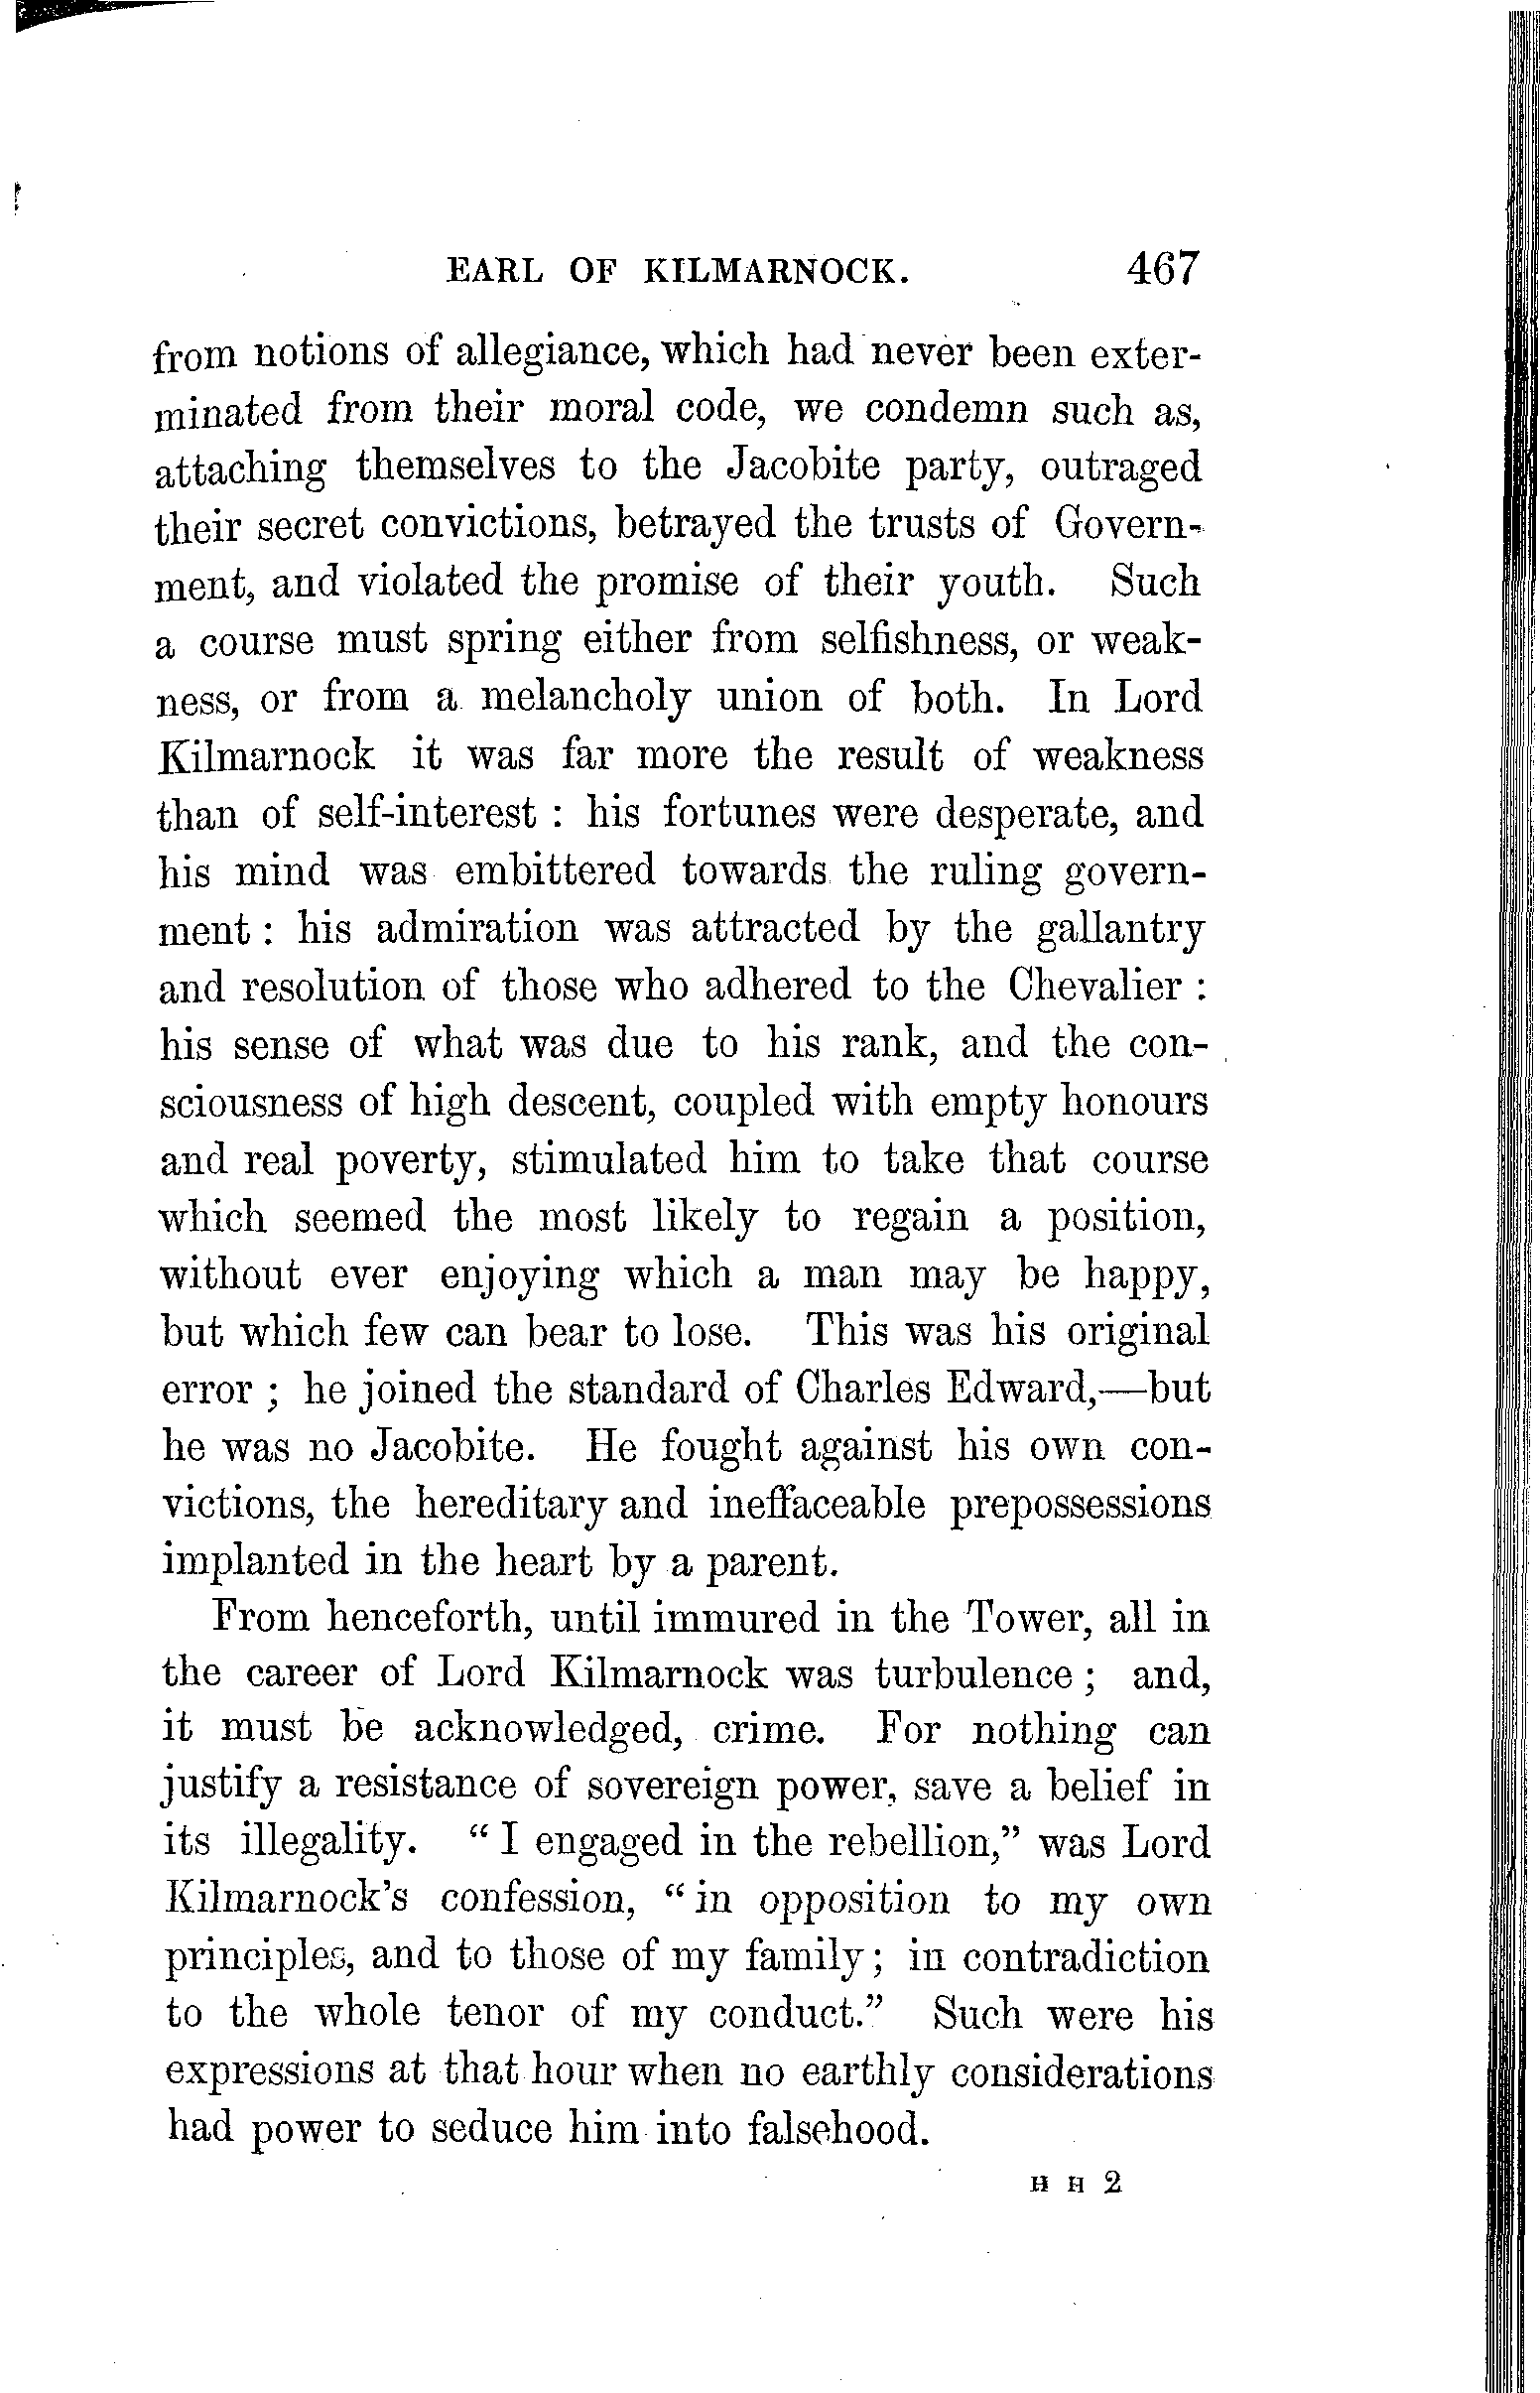 EARL OF KILMARNOCK. 467
from notions of allegiance, which had never been exter-
minated from their moral code, we condemn such as,
attaching themselves to the Jacobite party, outraged
their secret convictions, betrayed the trusts of Govern-
ment, and violated the promise of their youth. Such
a course must spring either from selfishness, or weak-
ness, or from a melancholy union of both. In Lord
Kilmarnock it was far more the result of weakness
than of self-interest : his fortunes were desperate, and
his mind was embittered towards the ruling govern-
ment : his admiration was attracted by the gallantry
and resolution of those who adhered to the Chevalier :
his sense of what was due to his rank, and the con-
sciousness of high descent, coupled with empty honours
and real poverty, stimulated him to take that course
which seemed the most likely to regain a position,
without ever enjoying which a man may be happy,
but which few can bear to lose. This was his original
error ; he joined the standard of Charles Edward,—but
he was no Jacobite. He fought against his own con-
victions, the hereditary and ineffaceable prepossessions
implanted in the heart by a parent.
From henceforth, until immured in the Tower, all in
the career of Lord Kilmarnock was turbulence ; and,
it must be acknowledged, crime. For nothing can
justify a resistance of sovereign power, save a belief in
its illegality. “ I engaged in the rebellion,” was Lord
Kilmarnock's confession, “ in opposition to my own
principles, and to those of my family ; in contradiction
to the whole tenor of my conduct.” Such were his
expressions at that hour when no earthly considerations
had power to seduce him into falsehood.
H H 2